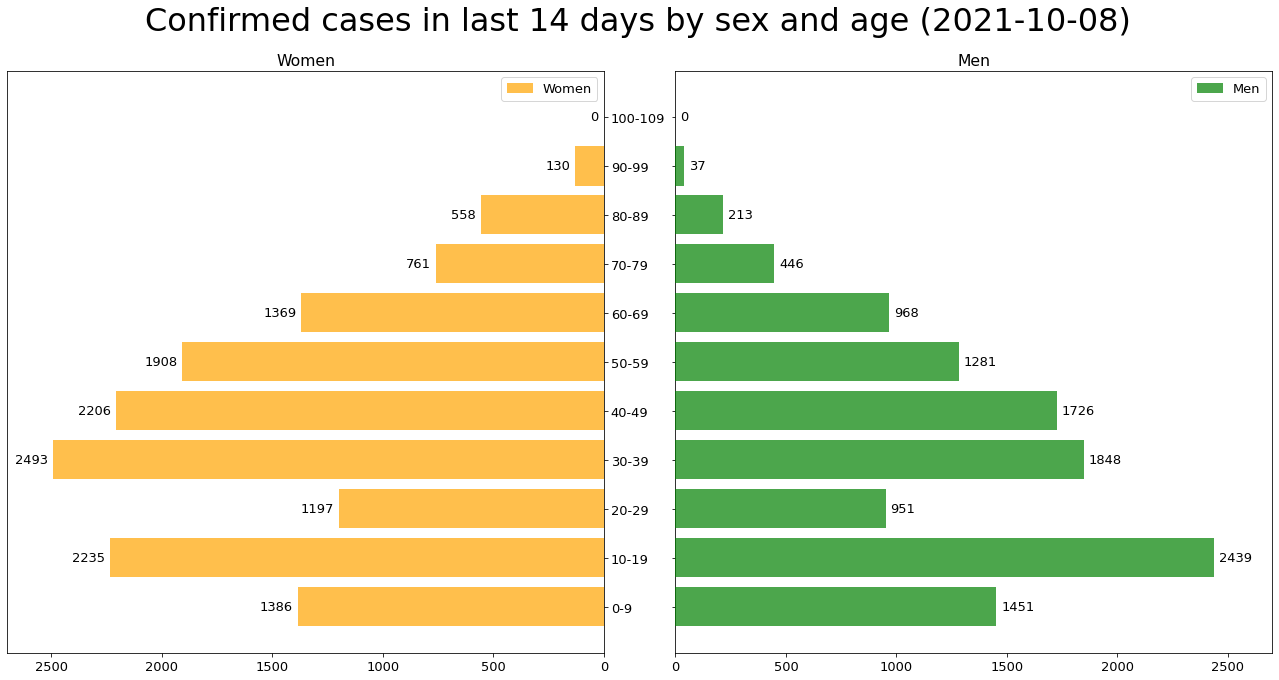 Confirmed cases in last 14 days by sex and age (2021-10-08)
Women
Men
Women
Men
0 100-109 0
130 90-99 37
558 80-89 213
761 70-79 446
1369 60-69 968
1908 50-59 1281
2206 40-49 1726
2493 30-39 1848
1197 20-29 951
2235 10-19 2439
1386 0-9 1451
2500 2000 1500 1000 500 0
0 500 1000 1500 2000 2500